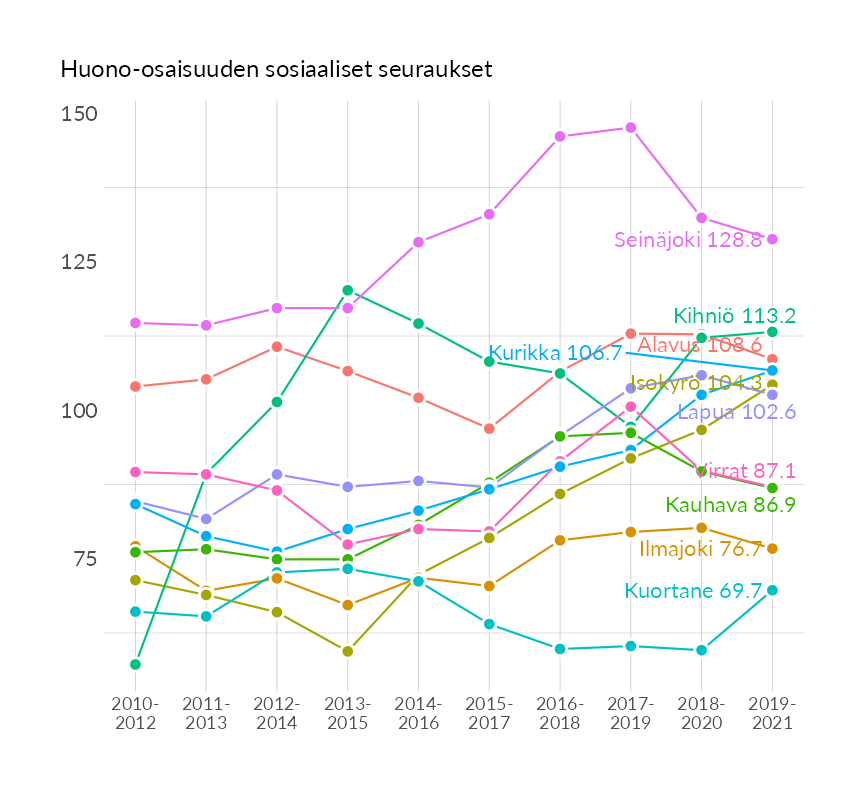 Huono-osaisuuden sosiaaliset seuraukset
150
125
100
75
Seinäjoki 128.8
Kihniö 113.2
Alavus 108.6
Kurikka 106.7
Isokyrö 104.3
Lapua 102.6
Virrat 87.1
Kauhava 86.9
Ilmajoki 76.7
Kuortane 69.7
2010- 2011- 2012- 2013- 2014- 2015- 2016- 2017- 2018- 2019-
2012 2013 2014 2015 2016 2017 2018 2019 2020 2021